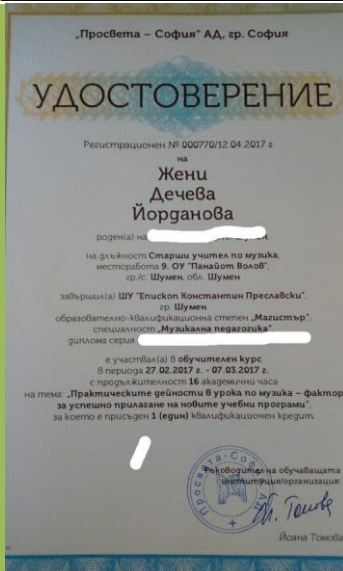 „Просвета – София“ АД, гр. София
УДОСТОВЕРЕНИЕ
Регистрационен № 000770/12.04.2017 г.
на
Жени
Дечева
Йорданова
роден(а) на
на длъжност Старши учител по музика,
месторабота 9. ОУ "Панайот Волов",
гр./с. Шумен, обл. Шумен
завършил(а) ШУ "Епископ Константин Преславски",
гр. Шумен
образователно-квалификационна степен „Магистър",
специалност „Музикална педагогика",
диплома серия
е участвал(а) в обучителен курс
в периода 27.02.2017 г. - 07.03.2017 г.
с продължителност 16 академични часа
на тема: „Практическите дейности в урока по музика – фактор
за успешно прилагане на новите учебни програми",
за което е присъден 1 (един) квалификационен кредит.
Ръководител на обучаващата
институция/организация:
Просвета-София АД
Йоана Томова